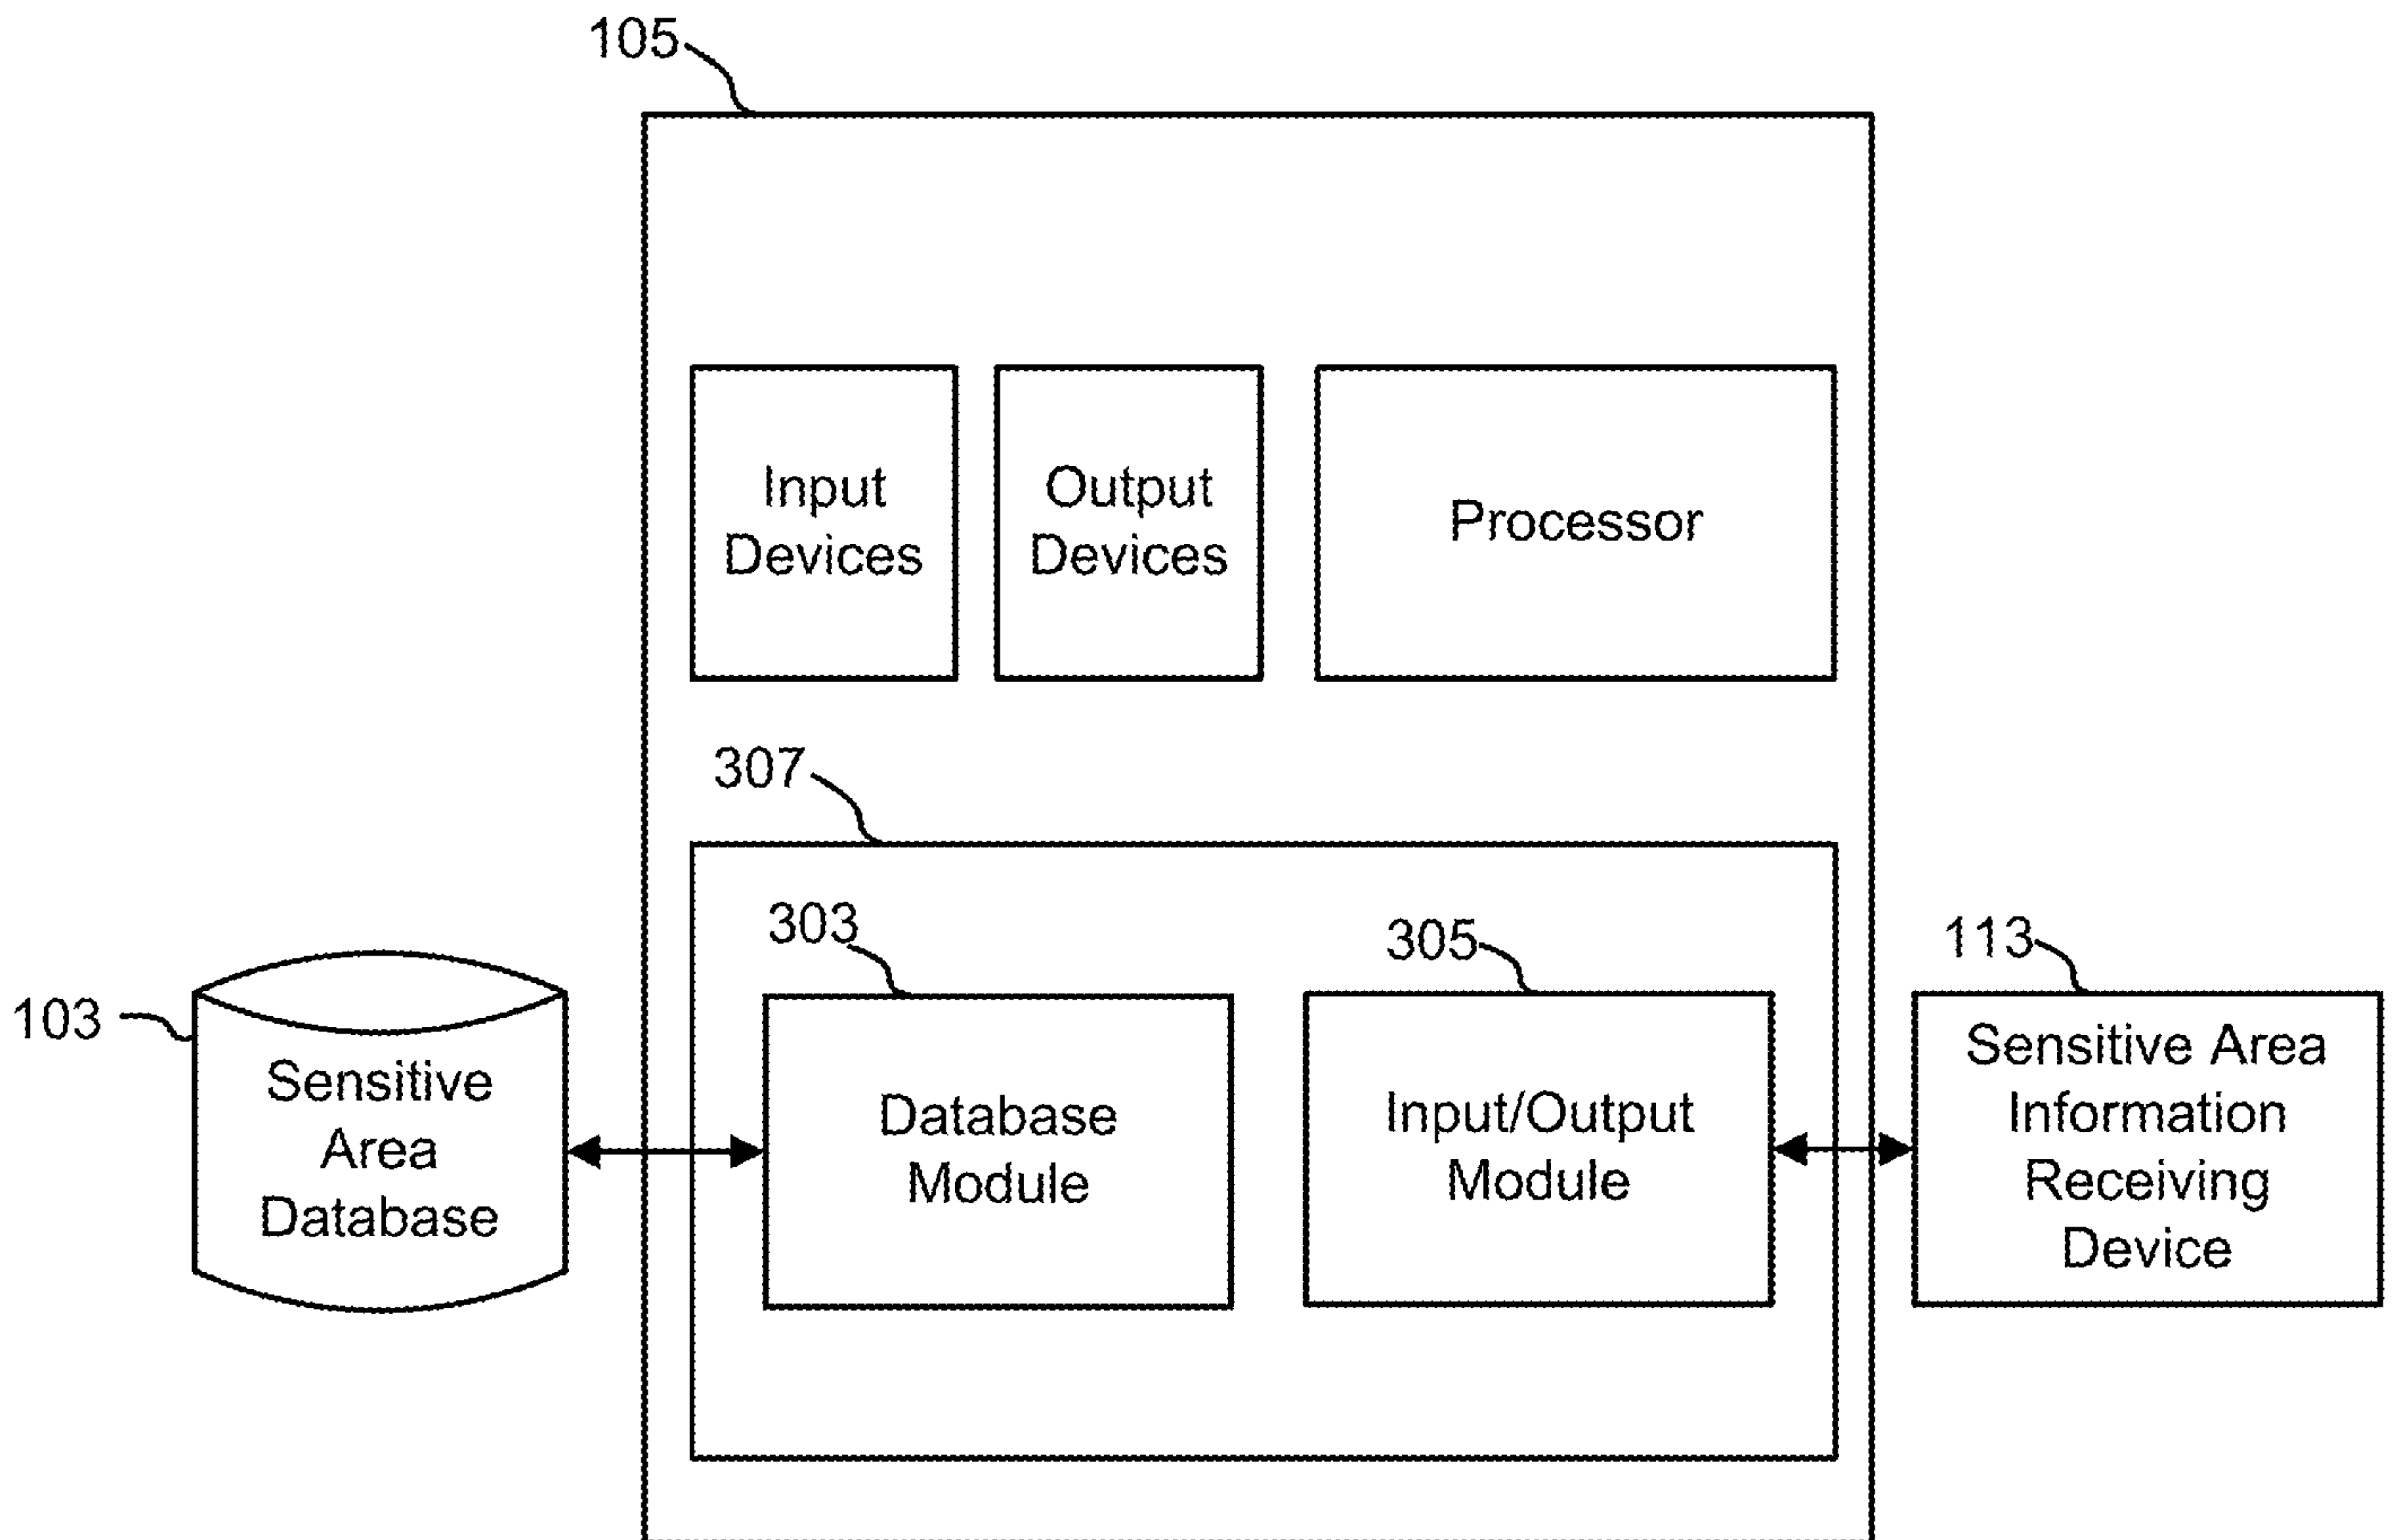 105
Input
Devices
Output
Devices
Processor
307
303
305
113
103
Sensitive
Area
Database
Database
Module
Input/Output
Module
Sensitive Area
Information
Receiving
Device